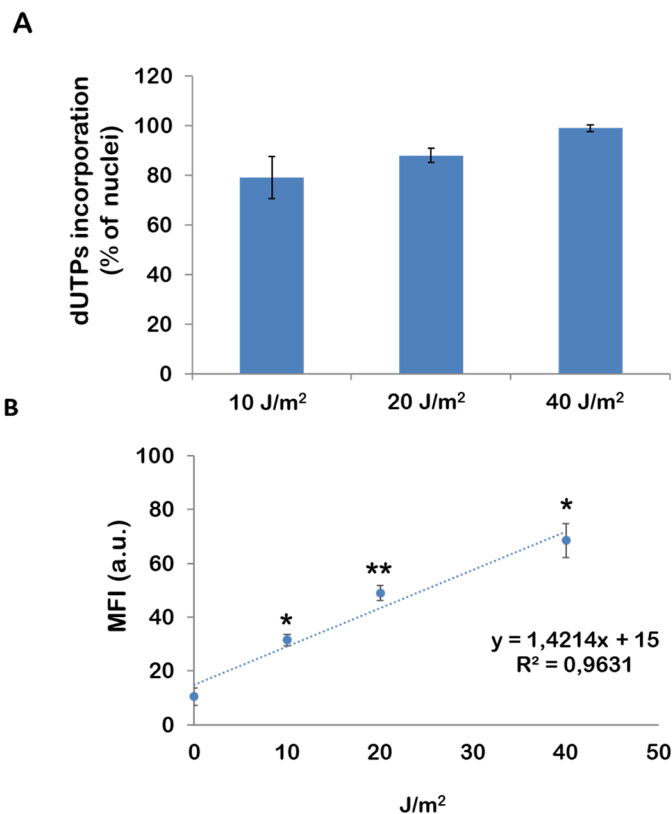 A
dUTPs incorporation
(% of nuclei)
120
100
80
60
40
20
0
10 J/m²
20 J/m²
40 J/m²
B
MFI (a.u.)
100
80
60
40
20
0
*
**
*
y = 1,4214x + 15
R² = 0,9631
0
10
20
30
40
50
J/m²